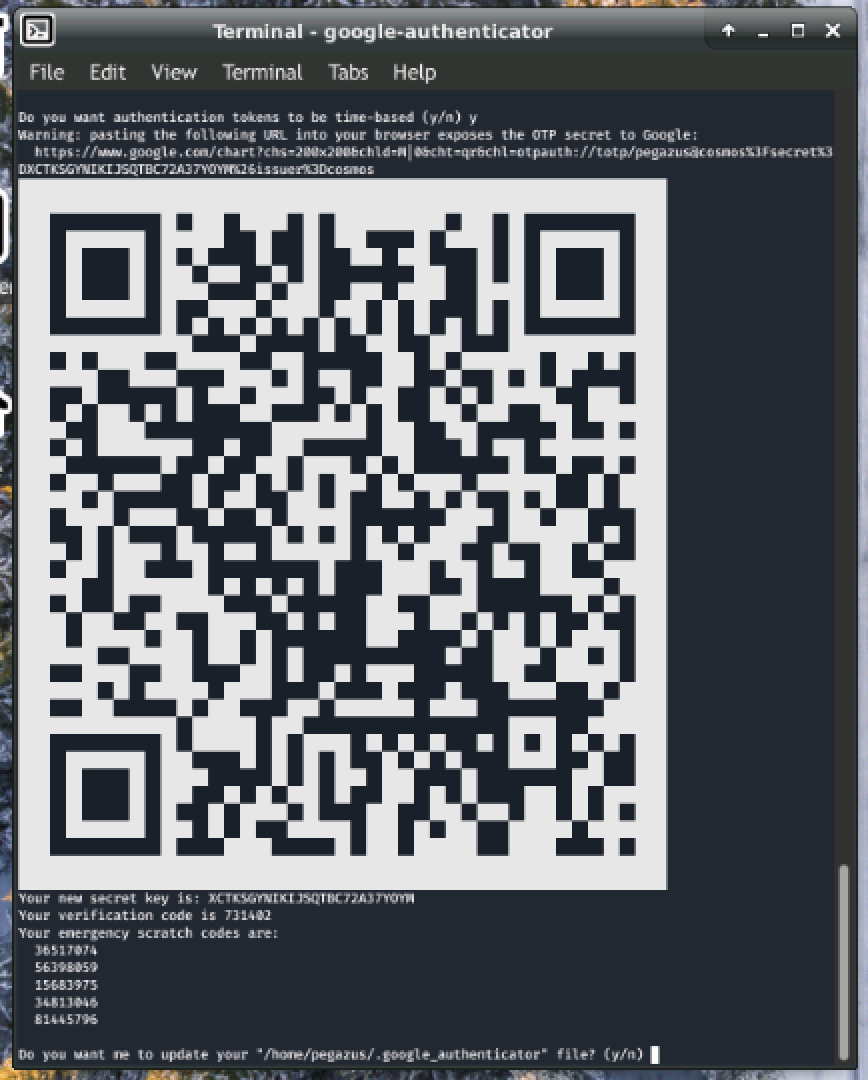 Terminal - google-authenticator
File Edit View Terminal Tabs Help
Do you want authentication tokens to be time-based (y/n) y
Warning: pasting the following URL into your browser exposes the OTP secret to Google:
https://www.google.com/chart?chs=200x200&chld=M|0&cht=qr&chl=otpauth://totp/pegazus@cosmos%3Fsecret%3
DXCTKSGYNIKIJSQTBC72A37YOYM%26issuer%3Dcosmos
Your new secret key is: XCTKSGYNIKIJSQTBC72A37YOYM
Your verification code is 731402
Your emergency scratch codes are:
36517074
56398059
15683975
34813046
81445796
Do you want me to update your "/home/pegazus/.google_authenticator" file? (y/n)